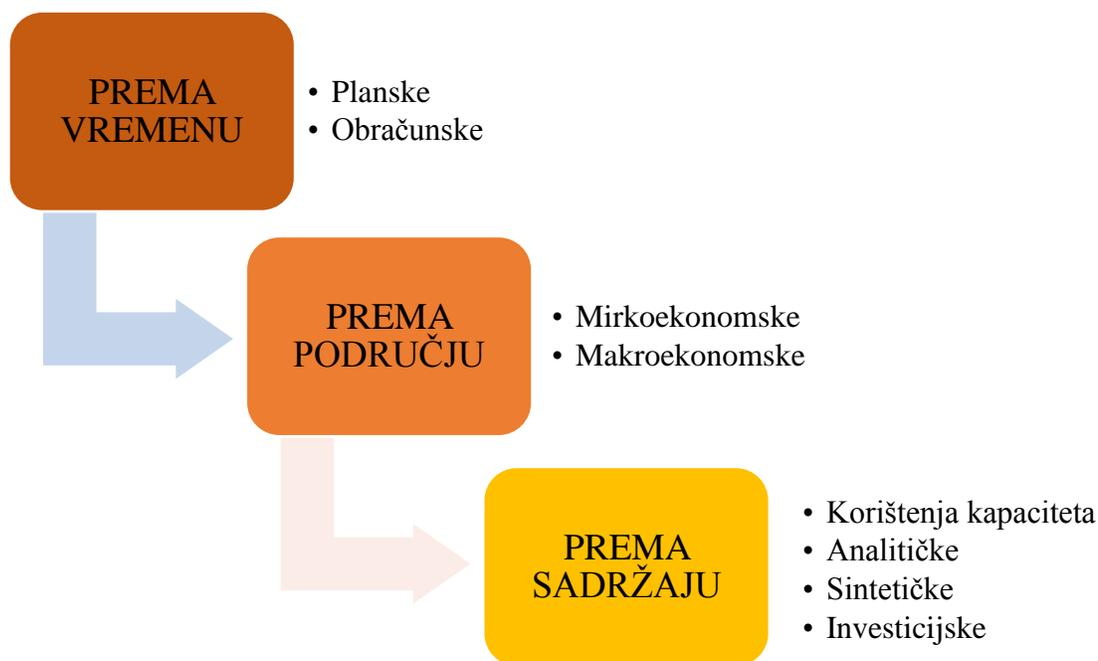 PREMA
VREMENU
• Planske
• Obračunske
PREMA
PODRUČJU
• Mirkoekonomske
• Makroekonomske
PREMA
SADRŽAJU
• Korištenja kapaciteta
• Analitičke
• Sintetičke
• Investicijske